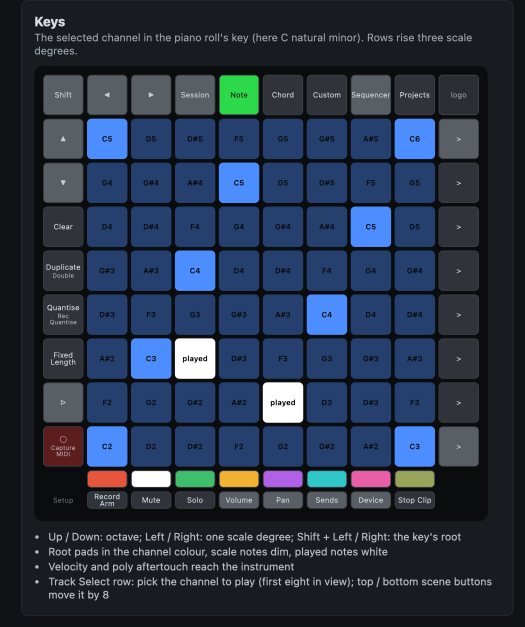 Keys
The selected channel in the piano roll's key (here C natural minor). Rows rise three scale
degrees.
Shift ◄ ► Session Note Chord Custom Sequencer Projects logo
▲ C5 D5 D#5 F5 G5 G#5 A#5 C6 >
▼ G4 G#4 A#4 C5 D5 D#5 F5 G5 >
Clear D4 D#4 F4 G4 G#4 A#4 C5 D5 >
Duplicate
Double
G#3 A#3 C4 D4 D#4 F4 G4 G#4 >
Quantise
Rec
Quantise
D#3 F3 G3 G#3 A#3 C4 D4 D#4 >
Fixed
Length
A#2 C3 played D#3 F3 G3 G#3 A#3 >
▷ F2 G2 G#2 A#2 played D3 D#3 F3 >
○
Capture
MIDI
C2 D2 D#2 F2 G2 G#2 A#2 C3 >
Setup
Record
Arm
Mute Solo Volume Pan Sends Device Stop Clip
• Up / Down: octave; Left / Right: one scale degree; Shift + Left / Right: the key's root
• Root pads in the channel colour, scale notes dim, played notes white
• Velocity and poly aftertouch reach the instrument
• Track Select row: pick the channel to play (first eight in view); top / bottom scene buttons
move it by 8